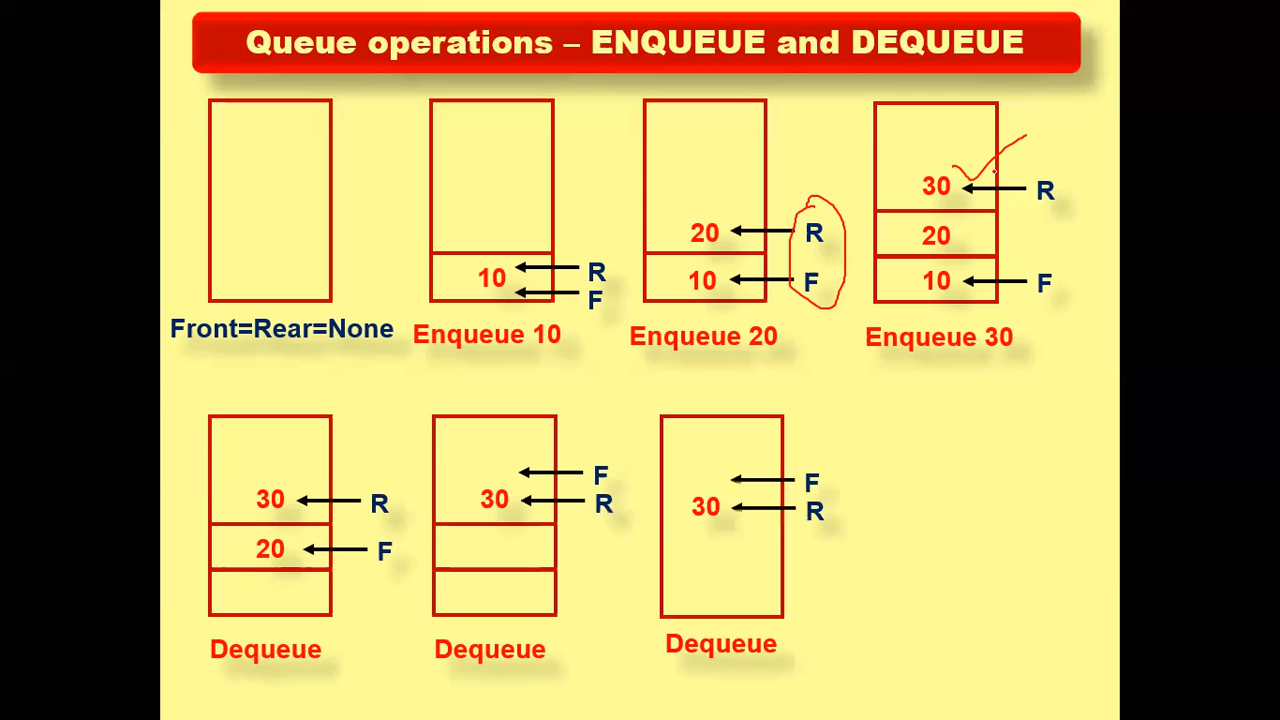 Queue operations – ENQUEUE and DEQUEUE
Front=Rear=None
10
R
F
Enqueue 10
20
R
10
F
Enqueue 20
30
R
20
10
F
Enqueue 30
30
R
20
F
Dequeue
F
30
R
Dequeue
F
30
R
Dequeue